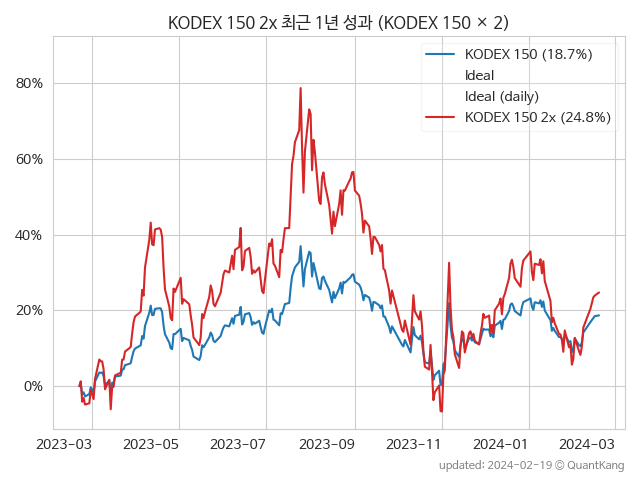 KODEX 150 2x 최근 1년 성과 (KODEX 150 × 2)
KODEX 150 (18.7%)
Ideal
Ideal (daily)
KODEX 150 2x (24.8%)
80%
60%
40%
20%
0%
2023-03 2023-05 2023-07 2023-09 2023-11 2024-01 2024-03
updated: 2024-02-19 © QuantKang